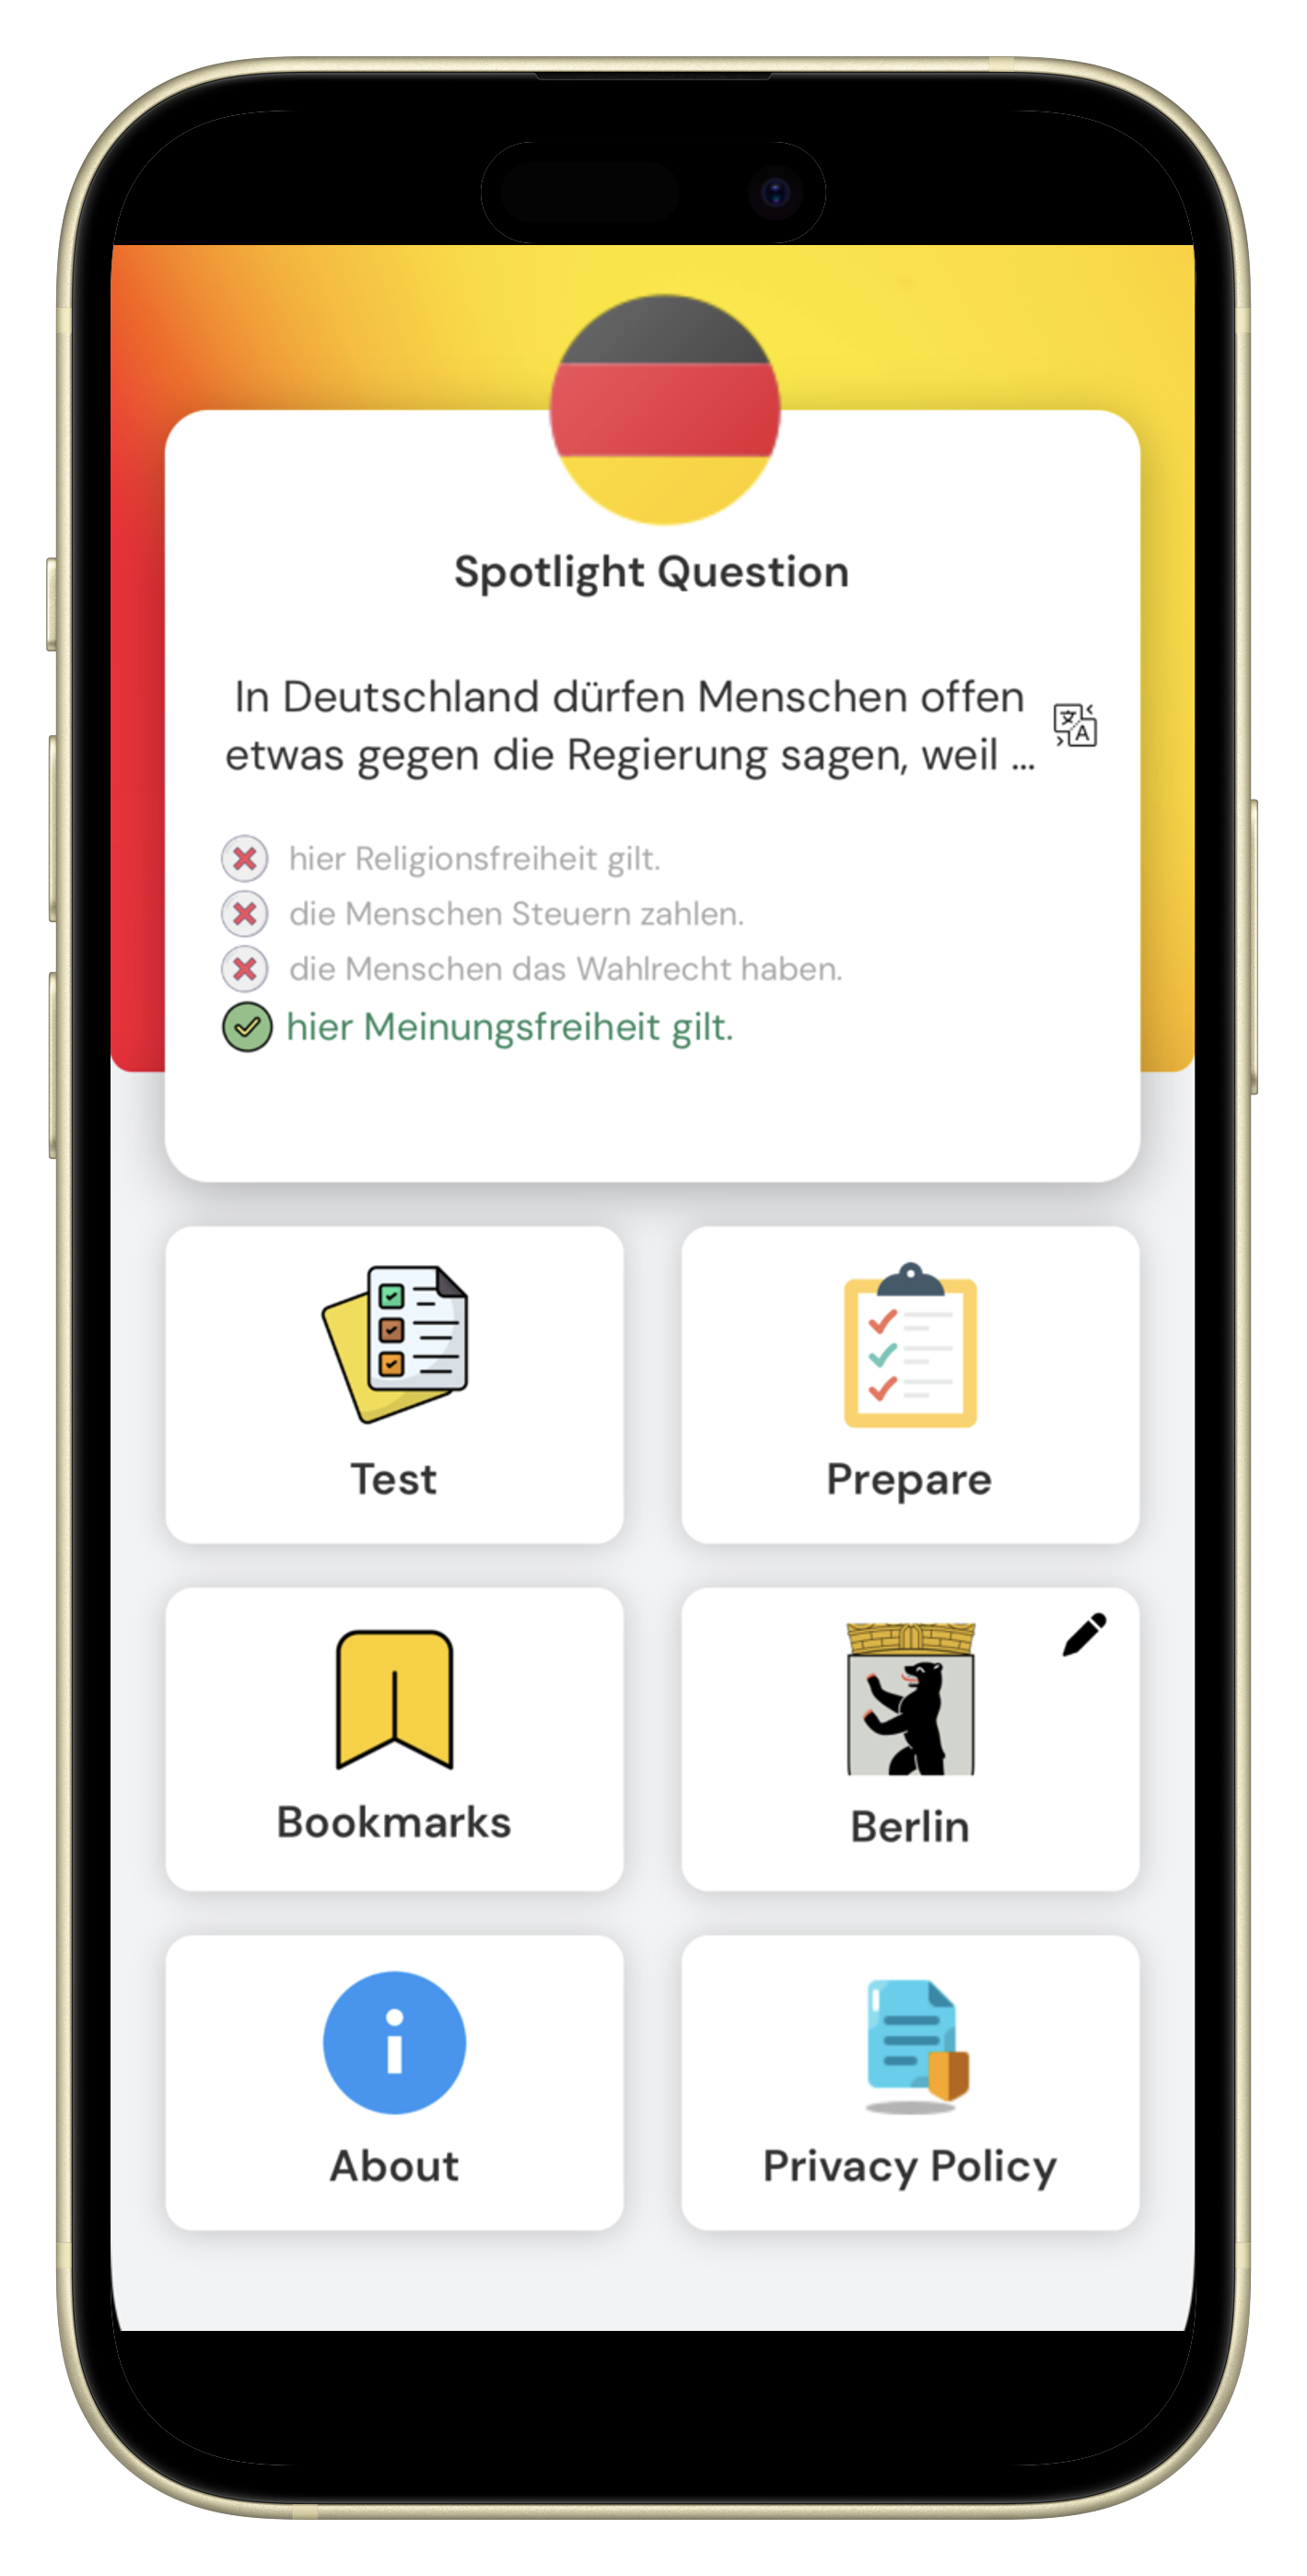 Spotlight Question
In Deutschland dürfen Menschen offen
etwas gegen die Regierung sagen, weil ...
hier Religionsfreiheit gilt.
die Menschen Steuern zahlen.
die Menschen das Wahlrecht haben.
hier Meinungsfreiheit gilt.
Test
Prepare
Bookmarks
Berlin
About
Privacy Policy